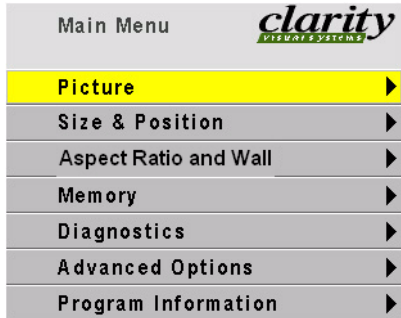 Main Menu
clarity
VISUAL SYSTEMS
Picture
Size & Position
Aspect Ratio and Wall
Memory
Diagnostics
Advanced Options
Program Information